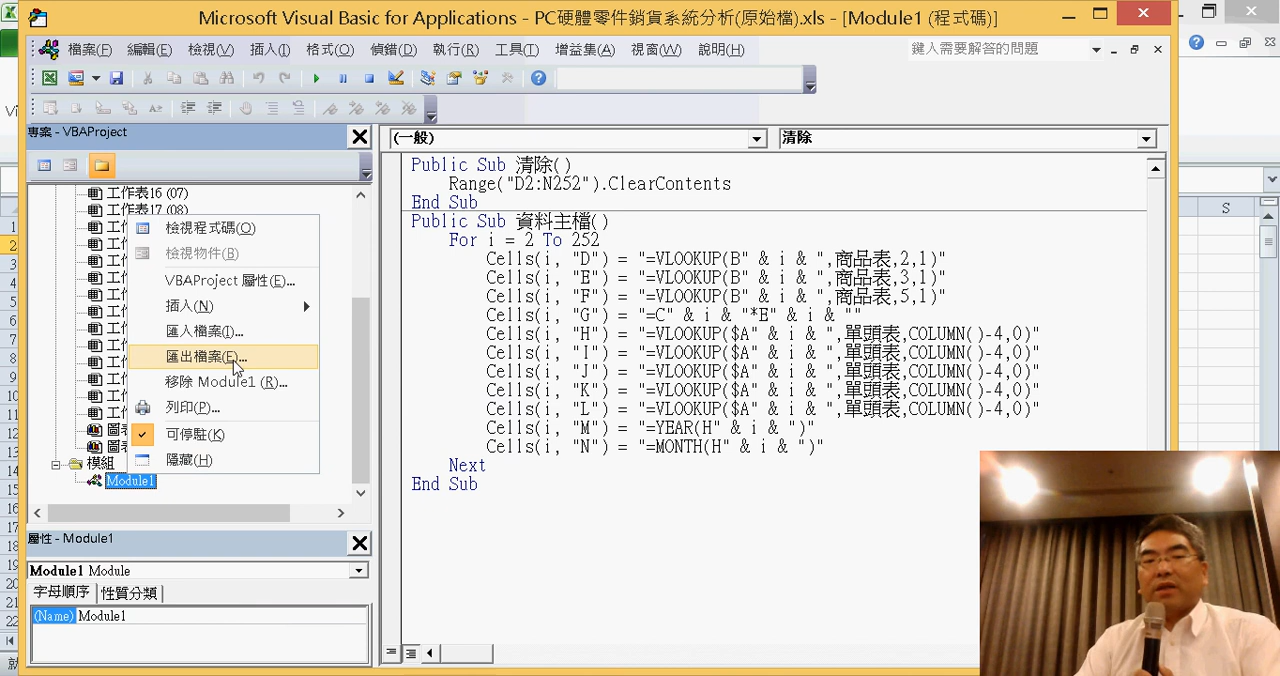 Microsoft Visual Basic for Applications - PC硬體零件銷貨系統分析(原始檔).xls - [Module1 (程式碼)]
檔案(F) 編輯(E) 檢視(V) 插入(I) 格式(O) 偵錯(D) 執行(R) 工具(T) 增益集(A) 視窗(W) 說明(H) 鍵入需要解答的問題
專案 - VBAProject
(一般) 清除
工作表16 (07)
工作表17 (08)
檢視程式碼(O)
檢視物件(B)
VBAProject 屬性(E)...
插入(N)
匯入檔案(I)...
匯出檔案(E)...
移除 Module1 (R)...
列印(P)...
可停駐(K)
隱藏(H)
模組
Module1
屬性 - Module1
Module1 Module
字母順序 性質分類
(Name) Module1
Public Sub 清除()
Range("D2:N252").ClearContents
End Sub
Public Sub 資料主檔()
For i = 2 To 252
Cells(i, "D") = "=VLOOKUP(B" & i & ",商品表,2,1)"
Cells(i, "E") = "=VLOOKUP(B" & i & ",商品表,3,1)"
Cells(i, "F") = "=VLOOKUP(B" & i & ",商品表,5,1)"
Cells(i, "G") = "=C" & i & "*E" & i & ""
Cells(i, "H") = "=VLOOKUP($A" & i & ",單頭表,COLUMN()-4,0)"
Cells(i, "I") = "=VLOOKUP($A" & i & ",單頭表,COLUMN()-4,0)"
Cells(i, "J") = "=VLOOKUP($A" & i & ",單頭表,COLUMN()-4,0)"
Cells(i, "K") = "=VLOOKUP($A" & i & ",單頭表,COLUMN()-4,0)"
Cells(i, "L") = "=VLOOKUP($A" & i & ",單頭表,COLUMN()-4,0)"
Cells(i, "M") = "=YEAR(H" & i & ")"
Cells(i, "N") = "=MONTH(H" & i & ")"
Next
End Sub
S